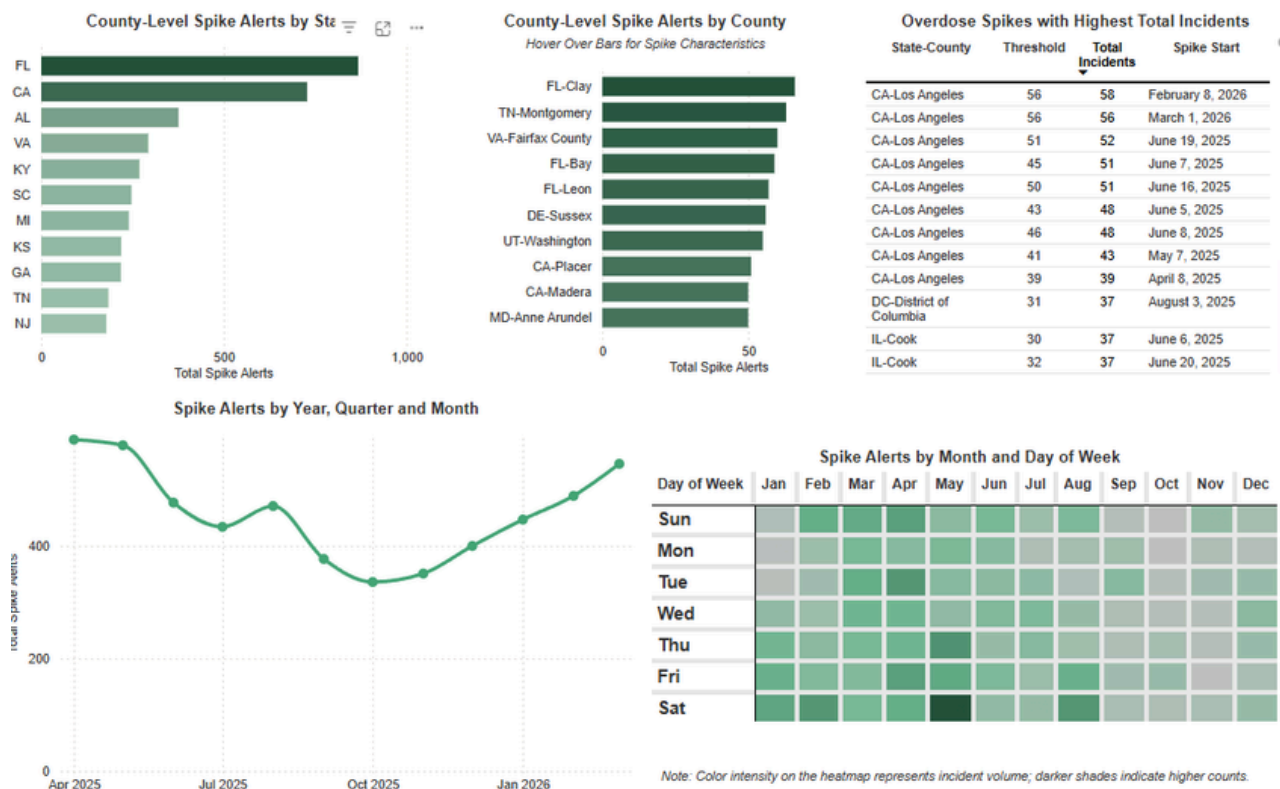 County-Level Spike Alerts by Sta
FL
CA
AL
VA
KY
SC
MI
KS
GA
TN
NJ
0 500 1,000
Total Spike Alerts
County-Level Spike Alerts by County
Hover Over Bars for Spike Characteristics
FL-Clay
TN-Montgomery
VA-Fairfax County
FL-Bay
FL-Leon
DE-Sussex
UT-Washington
CA-Placer
CA-Madera
MD-Anne Arundel
0 50
Total Spike Alerts
Overdose Spikes with Highest Total Incidents
State-County Threshold Total Incidents Spike Start
CA-Los Angeles 56 58 February 8, 2026
CA-Los Angeles 56 56 March 1, 2026
CA-Los Angeles 51 52 June 19, 2025
CA-Los Angeles 45 51 June 7, 2025
CA-Los Angeles 50 51 June 16, 2025
CA-Los Angeles 43 48 June 5, 2025
CA-Los Angeles 46 48 June 8, 2025
CA-Los Angeles 41 43 May 7, 2025
CA-Los Angeles 39 39 April 8, 2025
DC-District of Columbia 31 37 August 3, 2025
IL-Cook 30 37 June 6, 2025
IL-Cook 32 37 June 20, 2025
Spike Alerts by Year, Quarter and Month
Total Spike Alerts
400
200
0
Apr 2025 Jul 2025 Oct 2025 Jan 2026
Spike Alerts by Month and Day of Week
Day of Week Jan Feb Mar Apr May Jun Jul Aug Sep Oct Nov Dec
Sun
Mon
Tue
Wed
Thu
Fri
Sat
Note: Color intensity on the heatmap represents incident volume; darker shades indicate higher counts.